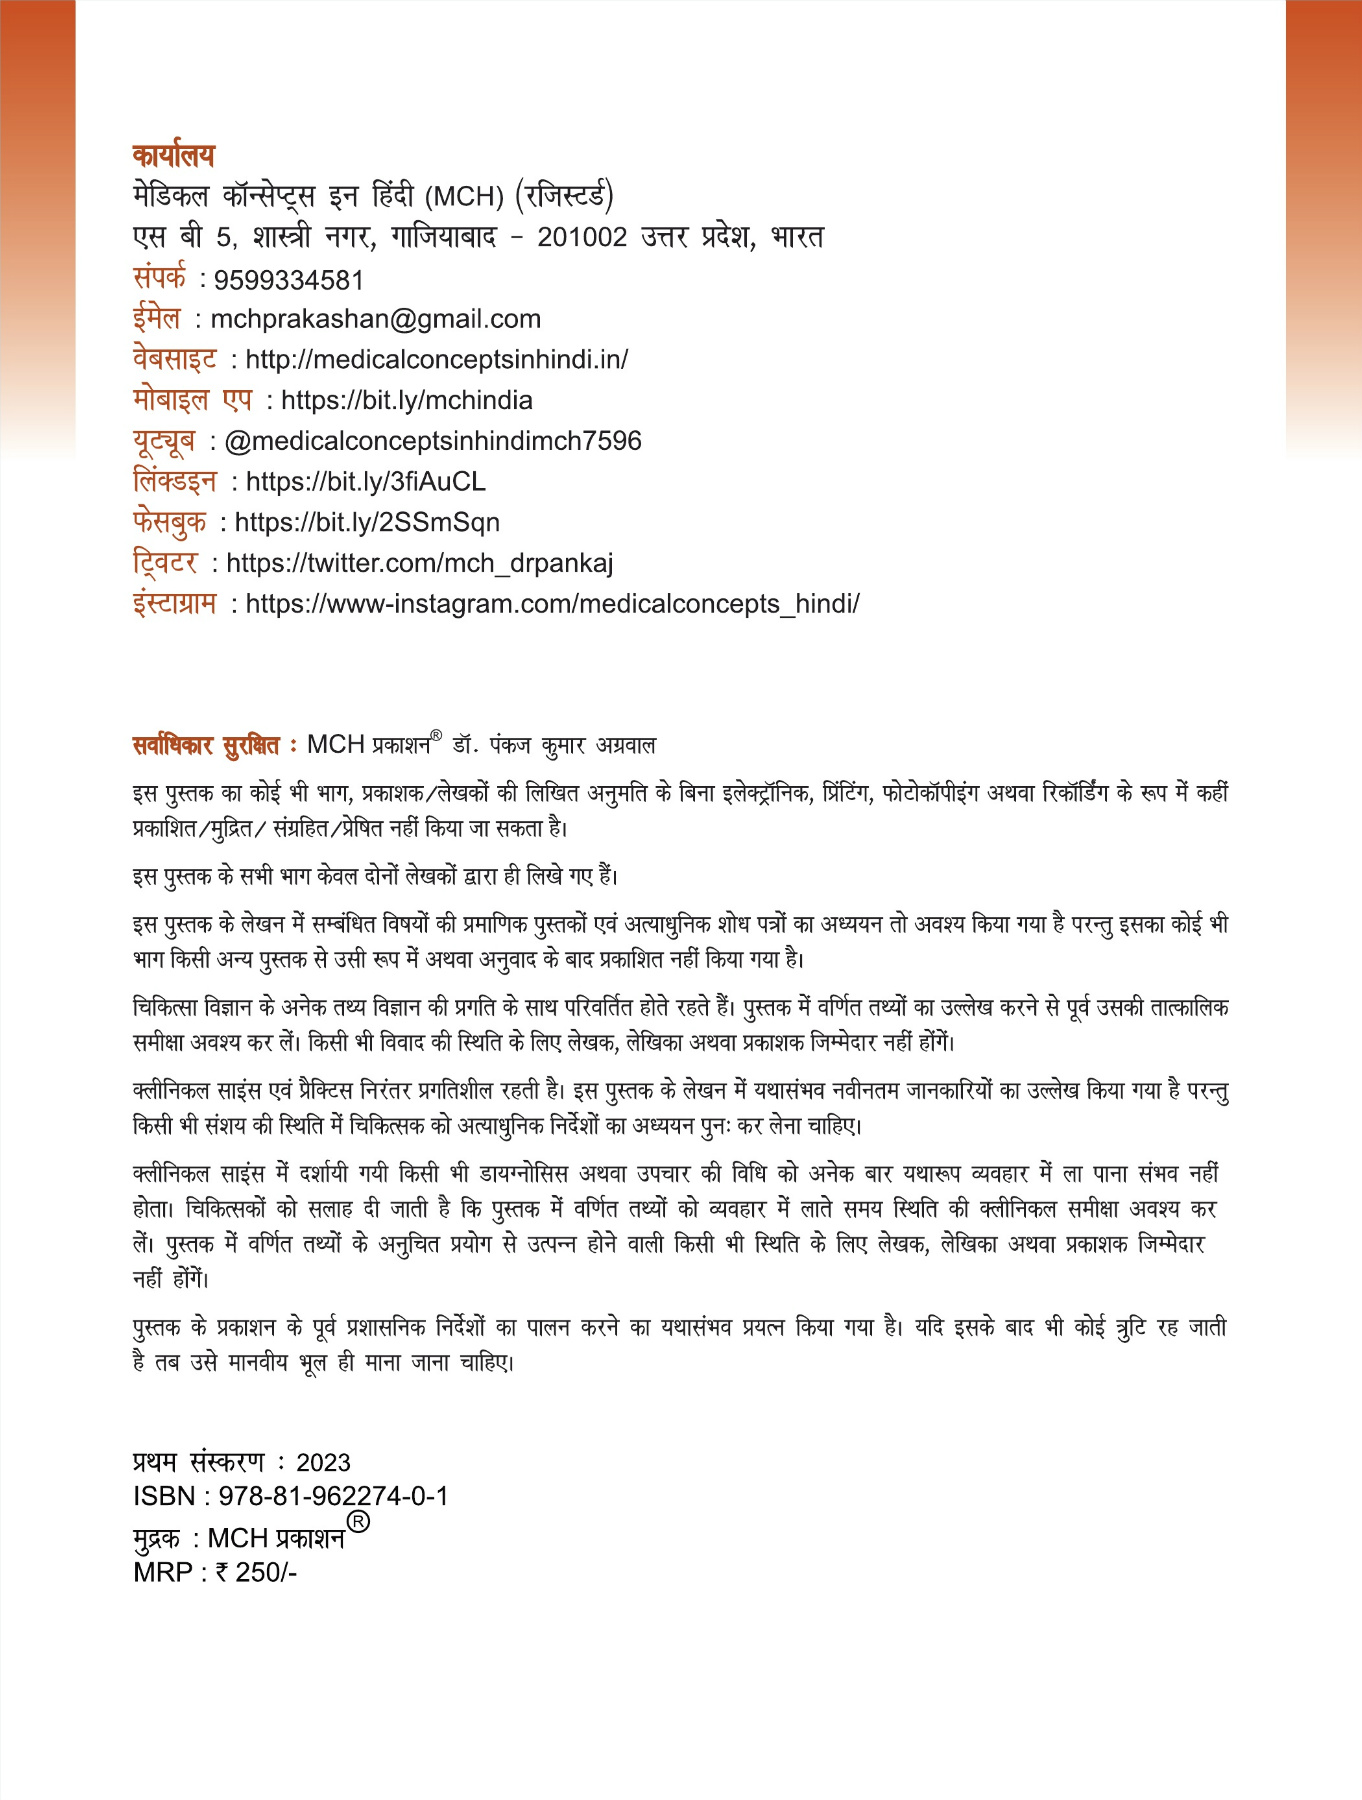 कार्यालय
मेडिकल कॉन्सेप्ट्स इन हिंदी (MCH) (रजिस्टर्ड)
एस बी 5, शास्त्री नगर, गाजियाबाद - 201002 उत्तर प्रदेश, भारत
संपर्क : 9599334581
ईमेल : mchprakashan@gmail.com
वेबसाइट : http://medicalconceptsinhindi.in/
मोबाइल एप : https://bit.ly/mchindia
यूट्यूब : @medicalconceptsinhindimch7596
लिंक्डइन : https://bit.ly/3fiAuCL
फेसबुक : https://bit.ly/2SSmSqn
ट्विटर : https://twitter.com/mch_drpankaj
इंस्टाग्राम : https://www-instagram.com/medicalconcepts_hindi/
सर्वाधिकार सुरक्षित : MCH प्रकाशन® डॉ. पंकज कुमार अग्रवाल
इस पुस्तक का कोई भी भाग, प्रकाशक/लेखकों की लिखित अनुमति के बिना इलेक्ट्रॉनिक, प्रिंटिंग, फोटोकॉपीइंग अथवा रिकॉर्डिंग के रूप में कहीं
प्रकाशित/मुद्रित/ संग्रहित/प्रेषित नहीं किया जा सकता है।
इस पुस्तक के सभी भाग केवल दोनों लेखकों द्वारा ही लिखे गए हैं।
इस पुस्तक के लेखन में सम्बंधित विषयों की प्रमाणिक पुस्तकों एवं अत्याधुनिक शोध पत्रों का अध्ययन तो अवश्य किया गया है परन्तु इसका कोई भी
भाग किसी अन्य पुस्तक से उसी रूप में अथवा अनुवाद के बाद प्रकाशित नहीं किया गया है।
चिकित्सा विज्ञान के अनेक तथ्य विज्ञान की प्रगति के साथ परिवर्तित होते रहते हैं। पुस्तक में वर्णित तथ्यों का उल्लेख करने से पूर्व उसकी तात्कालिक
समीक्षा अवश्य कर लें। किसी भी विवाद की स्थिति के लिए लेखक, लेखिका अथवा प्रकाशक जिम्मेदार नहीं होंगें।
क्लीनिकल साइंस एवं प्रैक्टिस निरंतर प्रगतिशील रहती है। इस पुस्तक के लेखन में यथासंभव नवीनतम जानकारियों का उल्लेख किया गया है परन्तु
किसी भी संशय की स्थिति में चिकित्सक को अत्याधुनिक निर्देशों का अध्ययन पुनः कर लेना चाहिए।
क्लीनिकल साइंस में दर्शायी गयी किसी भी डायग्नोसिस अथवा उपचार की विधि को अनेक बार यथारूप व्यवहार में ला पाना संभव नहीं
होता। चिकित्सकों को सलाह दी जाती है कि पुस्तक में वर्णित तथ्यों को व्यवहार में लाते समय स्थिति की क्लीनिकल समीक्षा अवश्य कर
लें। पुस्तक में वर्णित तथ्यों के अनुचित प्रयोग से उत्पन्न होने वाली किसी भी स्थिति के लिए लेखक, लेखिका अथवा प्रकाशक जिम्मेदार
नहीं होंगें।
पुस्तक के प्रकाशन के पूर्व प्रशासनिक निर्देशों का पालन करने का यथासंभव प्रयत्न किया गया है। यदि इसके बाद भी कोई त्रुटि रह जाती
है तब उसे मानवीय भूल ही माना जाना चाहिए।
प्रथम संस्करण : 2023
ISBN : 978-81-962274-0-1
मुद्रक : MCH प्रकाशन®
MRP : ₹ 250/-